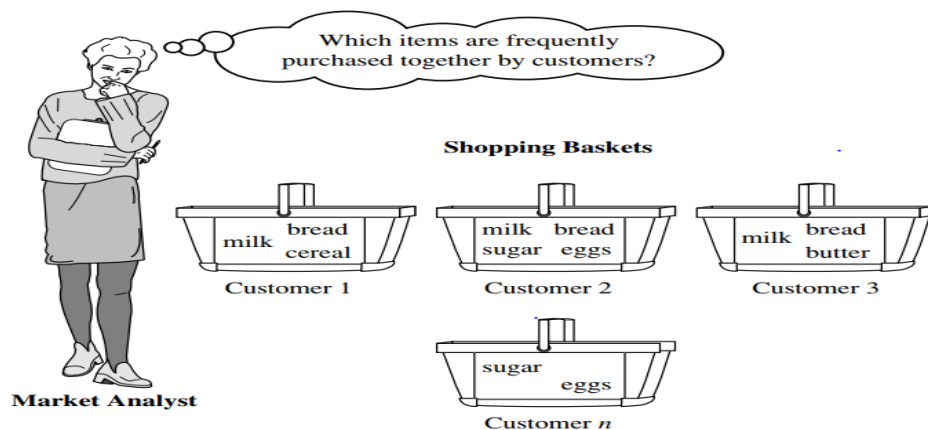 Which items are frequently
purchased together by customers?
Shopping Baskets
milk bread
cereal
Customer 1
milk bread
sugar eggs
Customer 2
milk bread
butter
Customer 3
sugar
eggs
Customer n
Market Analyst